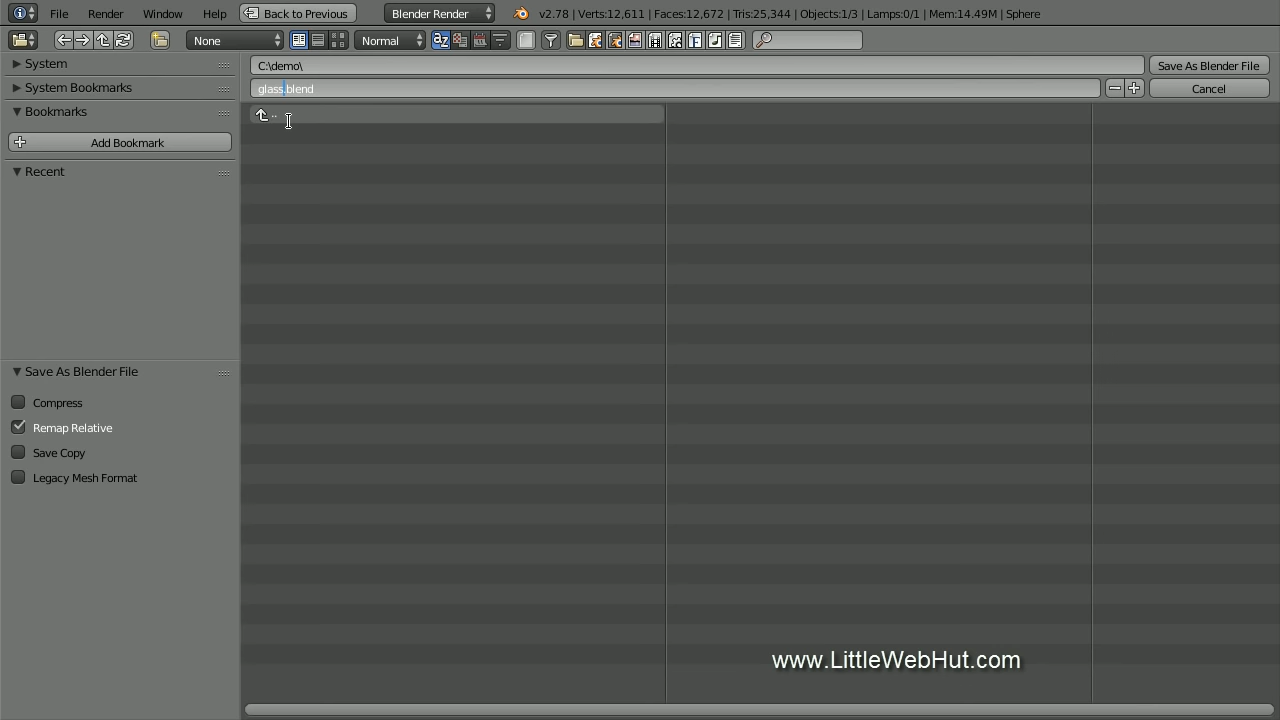 File Render Window Help Back to Previous Blender Render v2.78 | Verts:12,611 | Faces:12,672 | Tris:25,344 | Objects:1/3 | Lamps:0/1 | Mem:14.49M | Sphere
None Normal
System
C:\demo\ Save As Blender File
System Bookmarks
glass.blend Cancel
Bookmarks
..
Add Bookmark
Recent
Save As Blender File
Compress
Remap Relative
Save Copy
Legacy Mesh Format
www.LittleWebHut.com